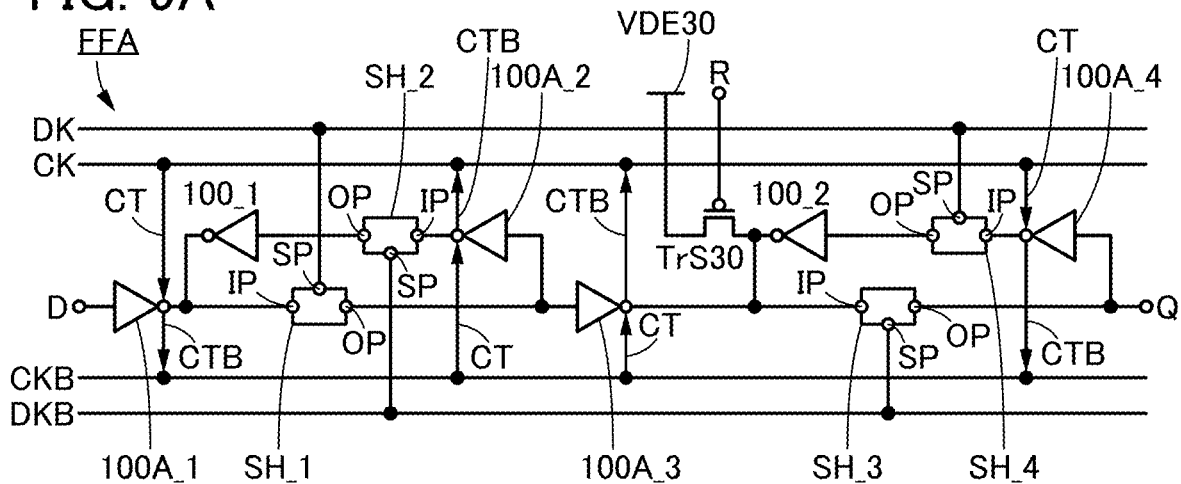 FIG. 9A
FFA
VDE30
CTB
CT
SH_2
100A_2
R
100A_4
DK
CK
CT
100_1
OP
IP
CTB
100_2
OP
SP
IP
SP
IP
SP
TrS30
IP
D
OP
CT
OP
Q
CTB
CT
SP
CTB
CKB
DKB
100A_1
SH_1
100A_3
SH_3
SH_4